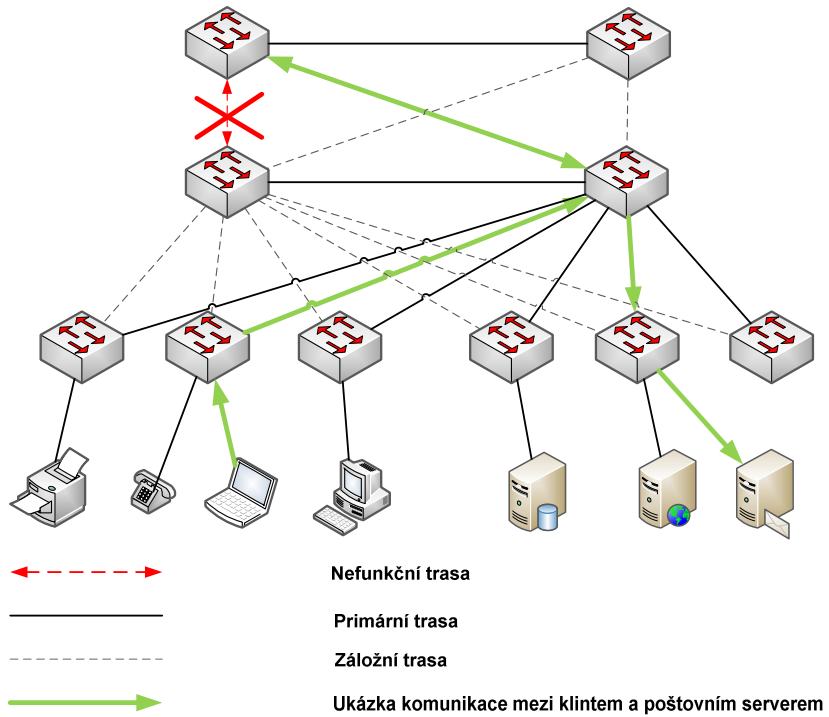 Nefunkční trasa
Primární trasa
Záložní trasa
Ukázka komunikace mezi klintem a poštovním serverem